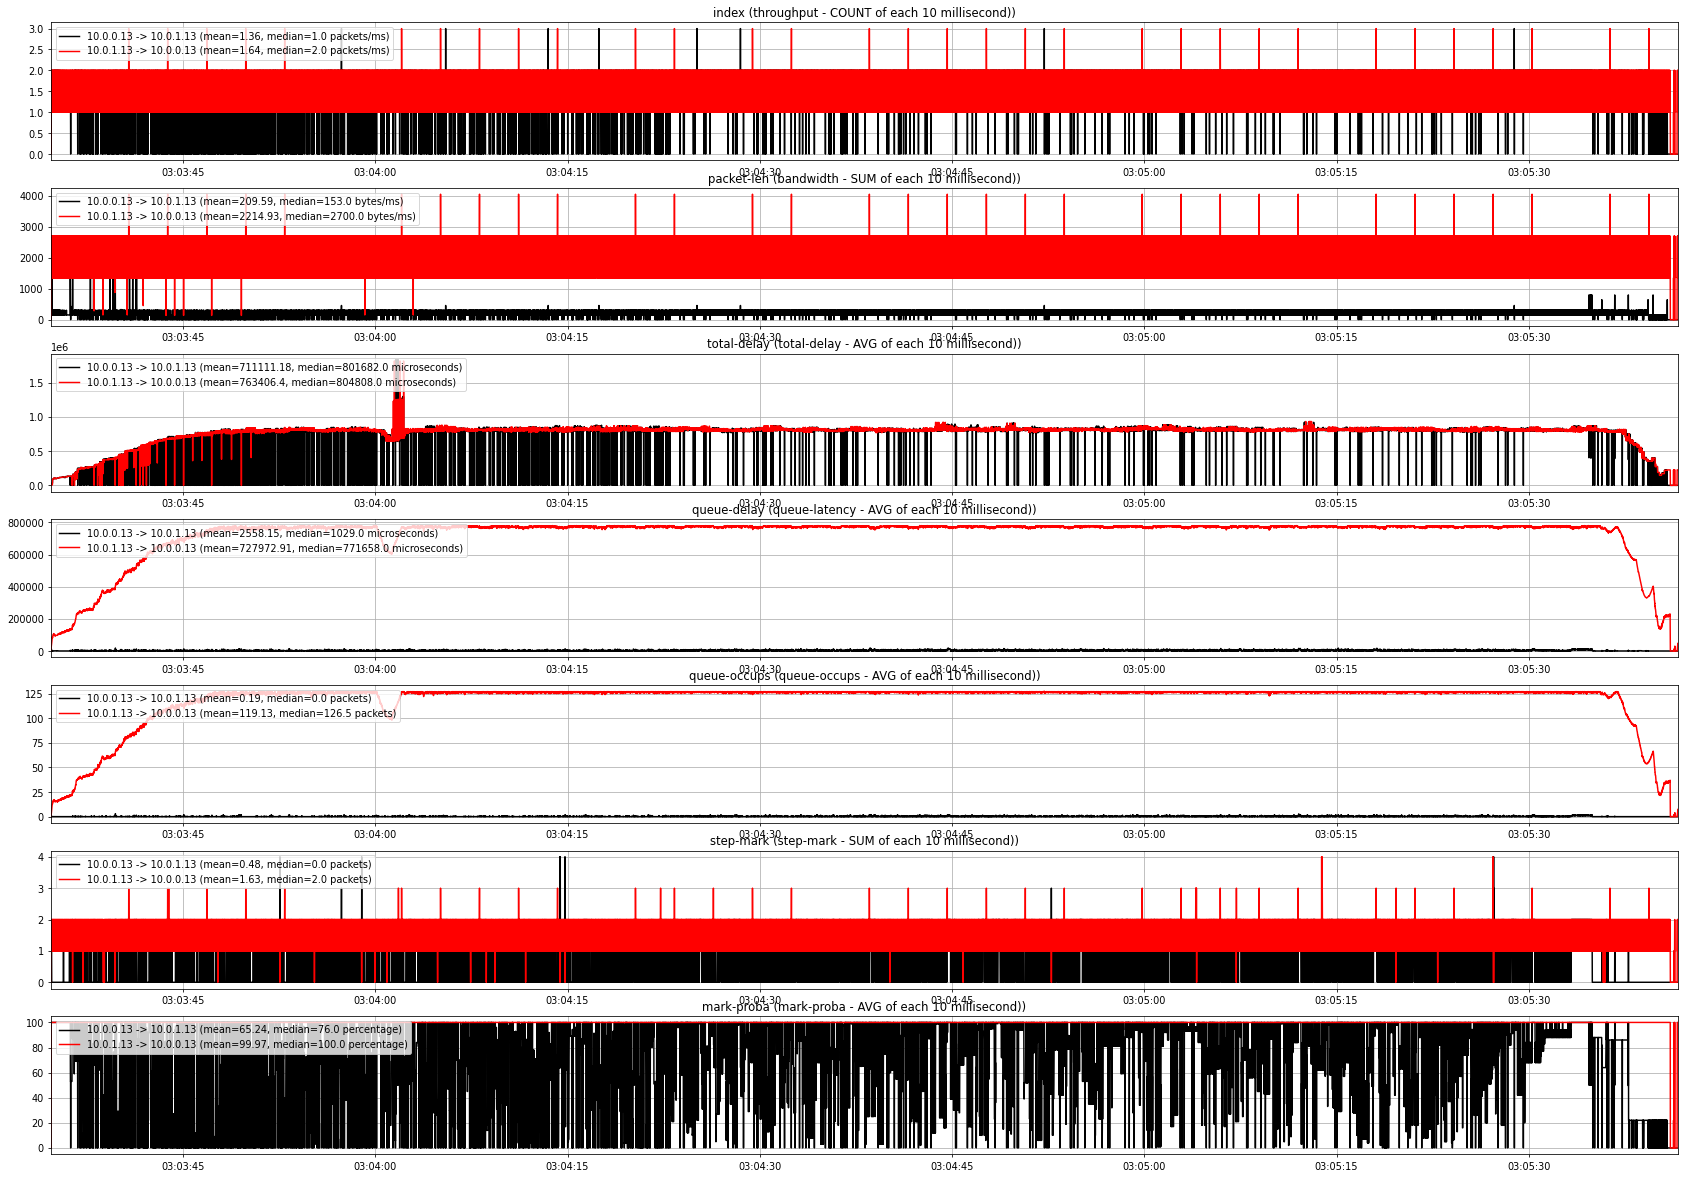 index (throughput - COUNT of each 10 millisecond))
3.0
2.5
2.0
1.5
1.0
0.5
0.0
10.0.0.13 -> 10.0.1.13 (mean=1.36, median=1.0 packets/ms)
10.0.1.13 -> 10.0.0.13 (mean=1.64, median=2.0 packets/ms)
03:03:45 03:04:00 03:04:15 03:04:30 03:04:45 03:05:00 03:05:15 03:05:30
packet-len (bandwidth - SUM of each 10 millisecond))
4000
3000
2000
1000
0
10.0.0.13 -> 10.0.1.13 (mean=209.59, median=153.0 bytes/ms)
10.0.1.13 -> 10.0.0.13 (mean=2214.93, median=2700.0 bytes/ms)
03:03:45 03:04:00 03:04:15 03:04:30 03:04:45 03:05:00 03:05:15 03:05:30
total-delay (total-delay - AVG of each 10 millisecond))
1e6
1.5
1.0
0.5
0.0
10.0.0.13 -> 10.0.1.13 (mean=711111.18, median=801682.0 microseconds)
10.0.1.13 -> 10.0.0.13 (mean=763406.4, median=804808.0 microseconds)
03:03:45 03:04:00 03:04:15 03:04:30 03:04:45 03:05:00 03:05:15 03:05:30
queue-delay (queue-latency - AVG of each 10 millisecond))
800000
600000
400000
200000
0
10.0.0.13 -> 10.0.1.13 (mean=2558.15, median=1029.0 microseconds)
10.0.1.13 -> 10.0.0.13 (mean=727972.91, median=771658.0 microseconds)
03:03:45 03:04:00 03:04:15 03:04:30 03:04:45 03:05:00 03:05:15 03:05:30
queue-occups (queue-occups - AVG of each 10 millisecond))
125
100
75
50
25
0
10.0.0.13 -> 10.0.1.13 (mean=0.19, median=0.0 packets)
10.0.1.13 -> 10.0.0.13 (mean=119.13, median=126.5 packets)
03:03:45 03:04:00 03:04:15 03:04:30 03:04:45 03:05:00 03:05:15 03:05:30
step-mark (step-mark - SUM of each 10 millisecond))
4
3
2
1
0
10.0.0.13 -> 10.0.1.13 (mean=0.48, median=0.0 packets)
10.0.1.13 -> 10.0.0.13 (mean=1.63, median=2.0 packets)
03:03:45 03:04:00 03:04:15 03:04:30 03:04:45 03:05:00 03:05:15 03:05:30
mark-proba (mark-proba - AVG of each 10 millisecond))
100
80
60
40
20
0
10.0.0.13 -> 10.0.1.13 (mean=65.24, median=76.0 percentage)
10.0.1.13 -> 10.0.0.13 (mean=99.97, median=100.0 percentage)
03:03:45 03:04:00 03:04:15 03:04:30 03:04:45 03:05:00 03:05:15 03:05:30